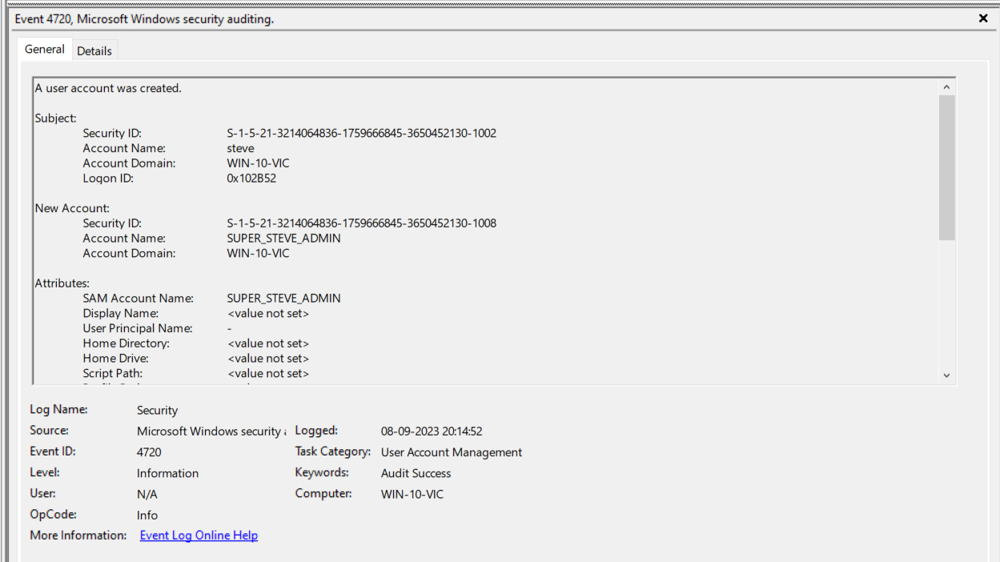 Event 4720, Microsoft Windows security auditing.
General Details
A user account was created.
Subject:
Security ID: S-1-5-21-3214064836-1759666845-3650452130-1002
Account Name: steve
Account Domain: WIN-10-VIC
Logon ID: 0x102B52
New Account:
Security ID: S-1-5-21-3214064836-1759666845-3650452130-1008
Account Name: SUPER_STEVE_ADMIN
Account Domain: WIN-10-VIC
Attributes:
SAM Account Name: SUPER_STEVE_ADMIN
Display Name: <value not set>
User Principal Name: -
Home Directory: <value not set>
Home Drive: <value not set>
Script Path: <value not set>
Log Name: Security
Source: Microsoft Windows security Logged: 08-09-2023 20:14:52
Event ID: 4720 Task Category: User Account Management
Level: Information Keywords: Audit Success
User: N/A Computer: WIN-10-VIC
OpCode: Info
More Information: Event Log Online Help